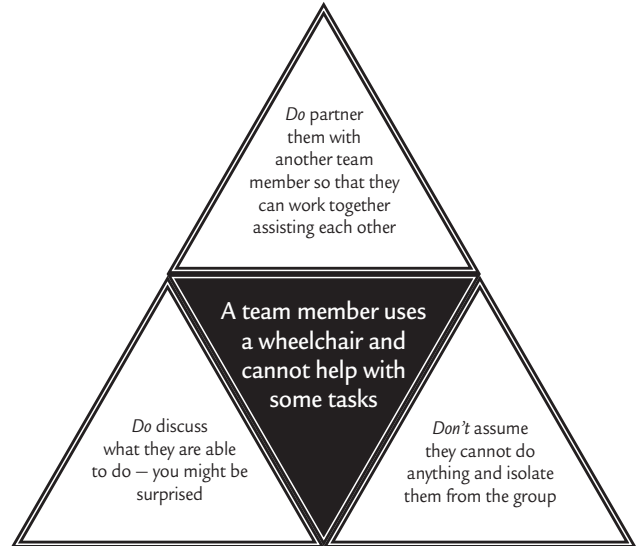 Do partner
them with
another team
member so that they
can work together
assisting each other
A team member uses
a wheelchair and
cannot help with
some tasks
Do discuss
what they are able
to do – you might be
surprised
Don't assume
they cannot do
anything and isolate
them from the group